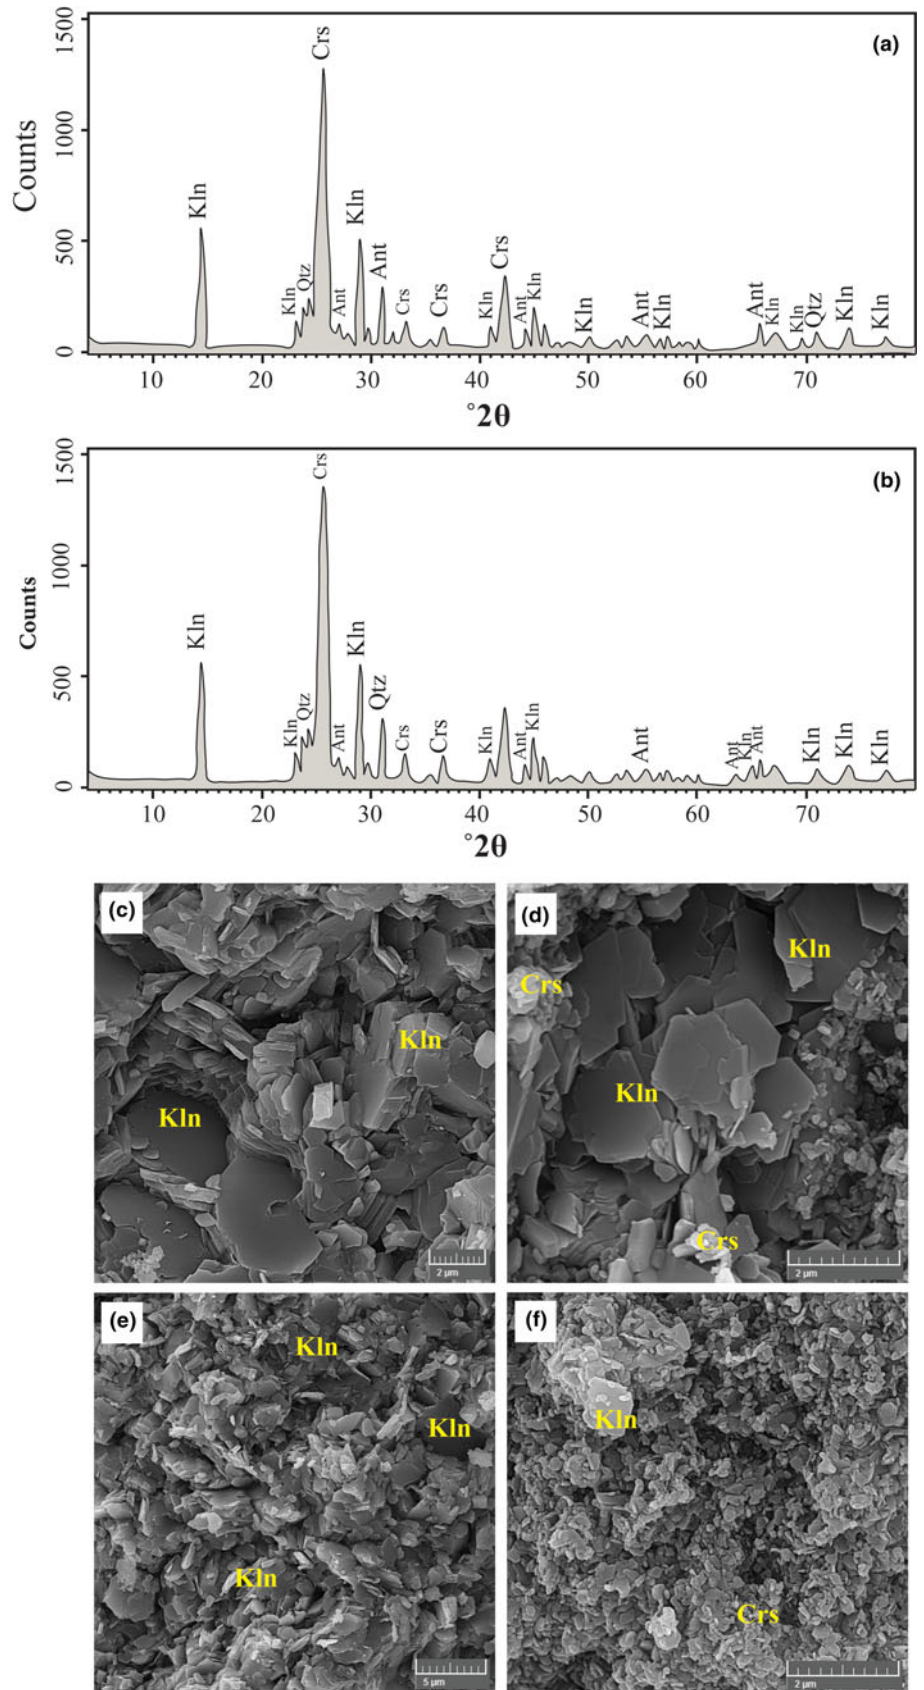 (a)
Counts
1500
1000
500
0
Kln
Kln
Qtz
Crs
Ant
Kln
Ant
Crs
Crs
Kln
Crs
Ant
Kln
Kln
Ant
Kln
Ant
Kln
Kln
Qtz
Kln
Kln
10 20 30 40 50 60 70
°2θ
(b)
Counts
1500
1000
500
0
Kln
Kln
Qtz
Crs
Ant
Kln
Qtz
Crs
Crs
Kln
Ant
Kln
Ant
Ant
Kln
Ant
Kln
Kln
Kln
10 20 30 40 50 60 70
°2θ
(c)
Kln
Kln
2 µm
(d)
Kln
Crs
Kln
Crs
2 µm
(e)
Kln
Kln
Kln
5 µm
(f)
Kln
Crs
2 µm